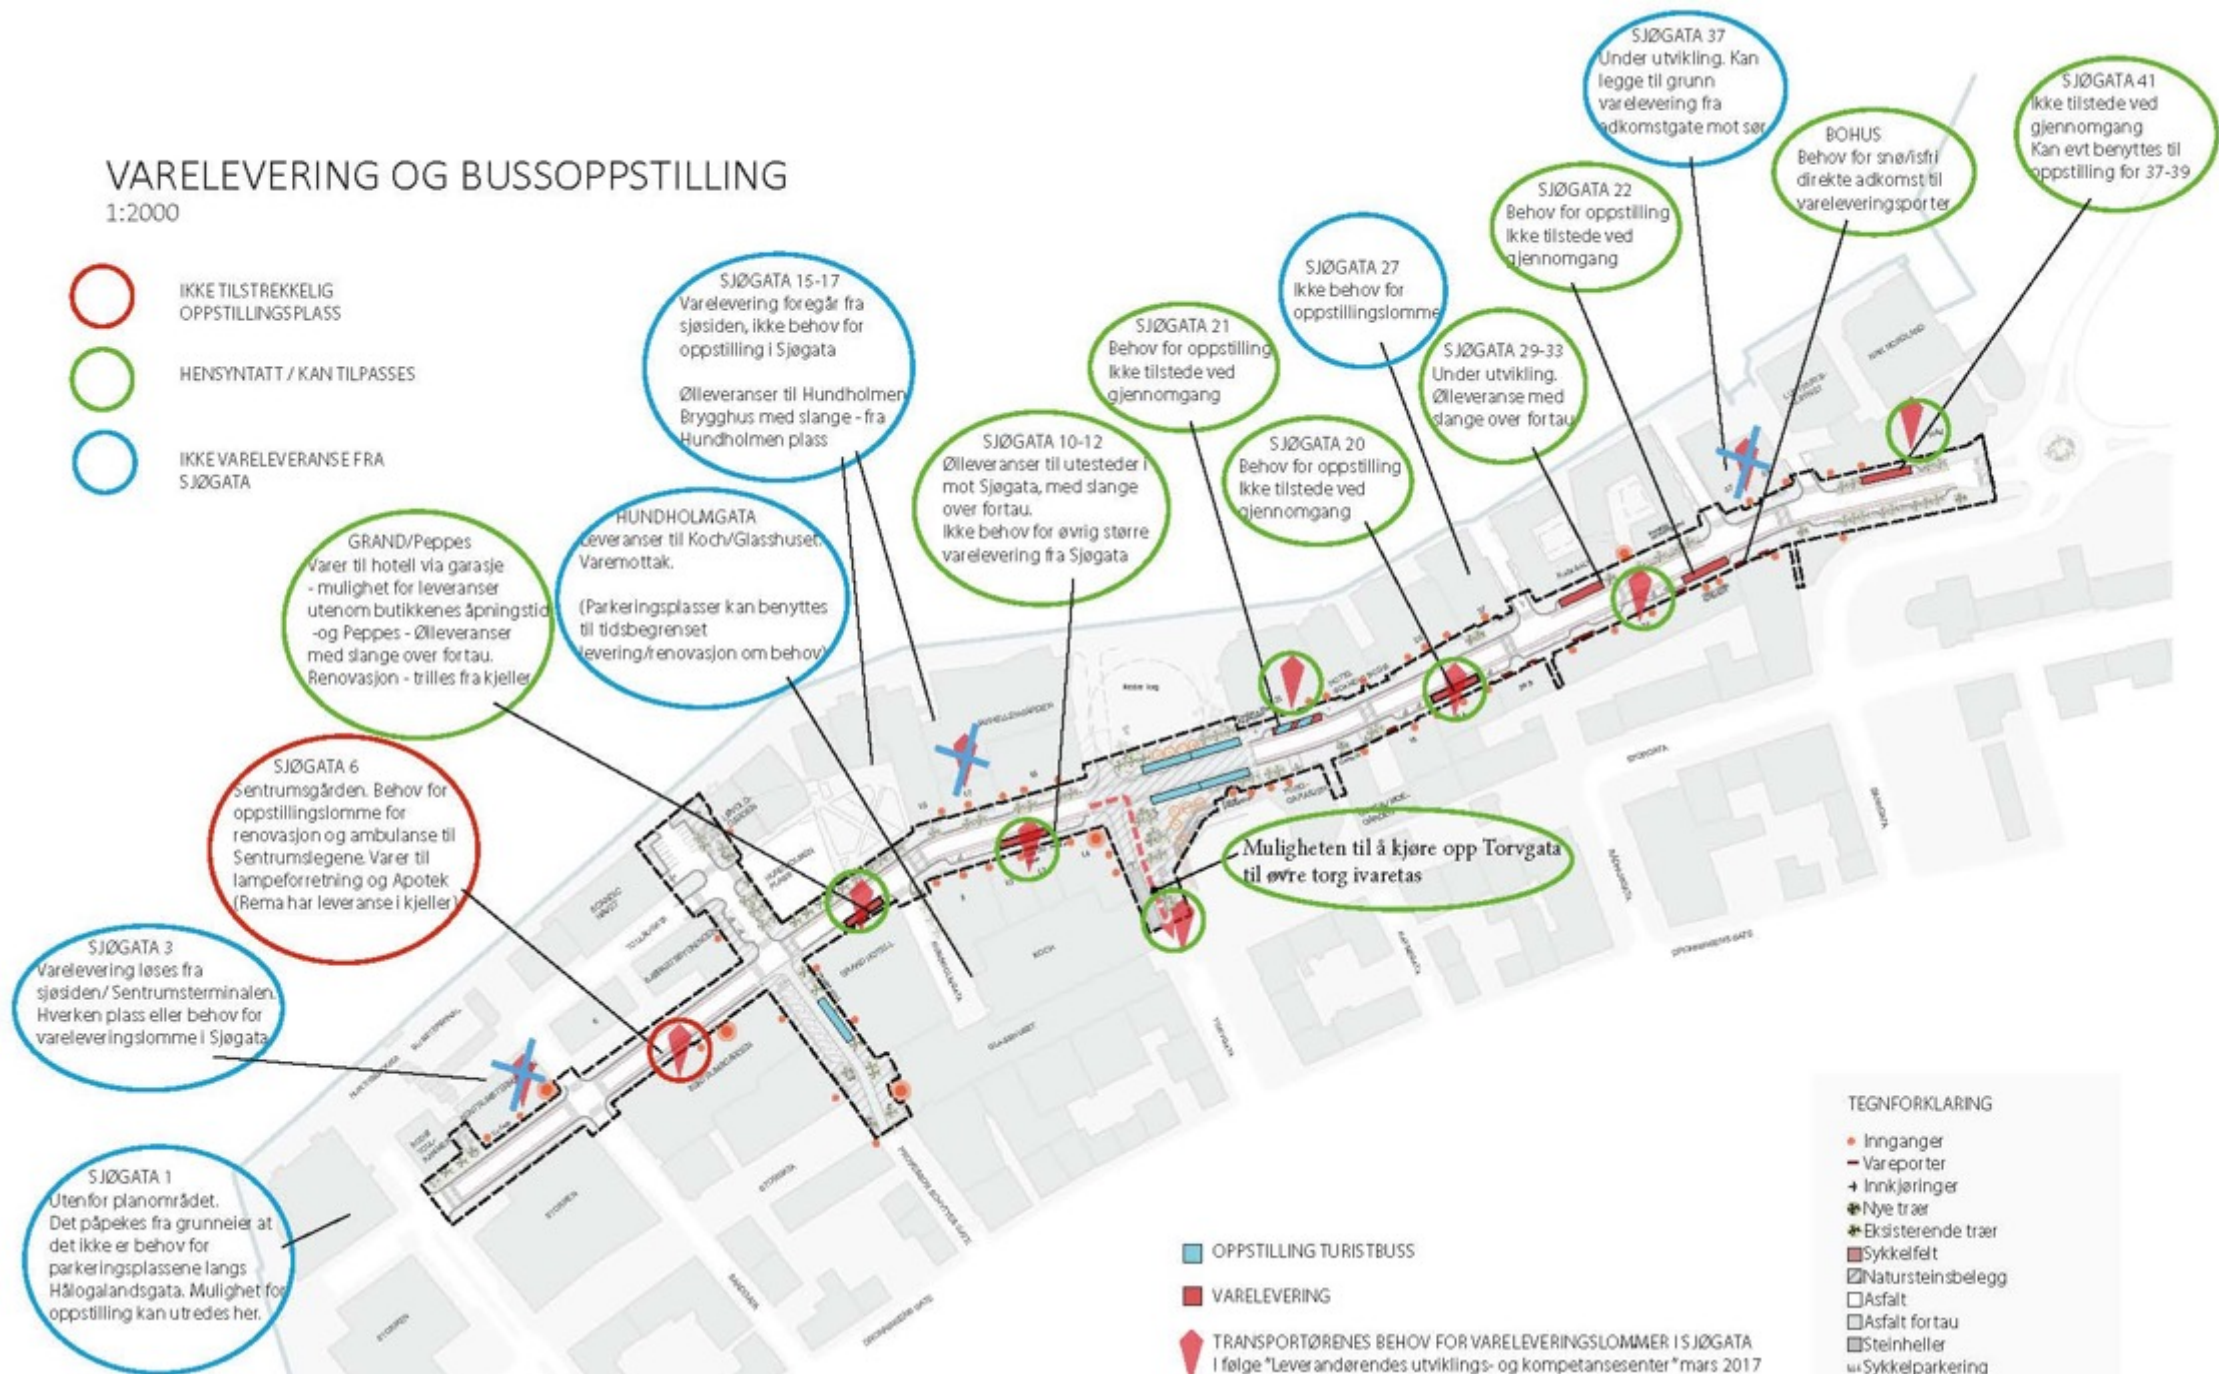 VARELEVERING OG BUSSOPPSTILLING
1:2000
IKKE TILSTREKKELIG
OPPSTILLINGSPLASS
HENSYNTATT / KAN TILPASSES
IKKE VARELEVERANSE FRA
SJØGATA
SJØGATA 37
Under utvikling. Kan
legge til grunn
varelevering fra
adkomstgate mot sør
SJØGATA 41
Ikke tilstede ved
gjennomgang
Kan evt benyttes til
oppstilling for 37-39
BOHUS
Behov for snø/isfri
direkte adkomst til
vareleveringsporter
SJØGATA 22
Behov for oppstilling
Ikke tilstede ved
gjennomgang
SJØGATA 27
Ikke behov for
oppstillingslomme
SJØGATA 15-17
Varelevering foregår fra
sjøsiden, ikke behov for
oppstilling i Sjøgata
Ølleveranser til Hundholmen
Brygghus med slange - fra
Hundholmen plass
SJØGATA 21
Behov for oppstilling
Ikke tilstede ved
gjennomgang
SJØGATA 29-33
Under utvikling.
Ølleveranse med
slange over fortau
SJØGATA 10-12
Ølleveranser til utesteder i
mot Sjøgata, med slange
over fortau.
Ikke behov for øvrig større
varelevering fra Sjøgata
SJØGATA 20
Behov for oppstilling
Ikke tilstede ved
gjennomgang
HUNDHOLMGATA
Leveranser til Koch/Glasshuset.
Varemottak.
(Parkeringsplasser kan benyttes
til tidsbegrenset
levering/renovasjon om behov)
GRAND/Peppes
Varer til hotell via garasje
- mulighet for leveranser
utenom butikkenes åpningstid
-og Peppes - Ølleveranser
med slange over fortau.
Renovasjon - trilles fra kjeller
SJØGATA 6
Sentrumsgården. Behov for
oppstillingslomme for
renovasjon og ambulanse til
Sentrumslegene. Varer til
lampeforretning og Apotek
(Rema har leveranse i kjeller)
Muligheten til å kjøre opp Torvgata
til øvre torg ivaretas
SJØGATA 3
Varelevering løses fra
sjøsiden/ Sentrumsterminalen.
Hverken plass eller behov for
vareleveringslomme i Sjøgata
SJØGATA 1
Utenfor planområdet.
Det påpekes fra grunneier at
det ikke er behov for
parkeringsplassene langs
Hålogalandsgata. Mulighet for
oppstilling kan utredes her.
KOCH
GLASSHUSET
HUNDHOLMGATA
STORGATA
TORVGATA
DRONNINGENS GATE
DRONNINGENS GATE
OPPSTILLING TURISTBUSS
VARELEVERING
TRANSPORTØRENES BEHOV FOR VARELEVERINGSLOMMER I SJØGATA
I følge "Leverandørendes utviklings- og kompetansesenter" mars 2017
TEGNFORKLARING
Innganger
Vareporter
Innkjøringer
Nye trær
Eksisterende trær
Sykkelfelt
Natursteinsbelegg
Asfalt
Asfalt fortau
Steinheller
Sykkelparkering